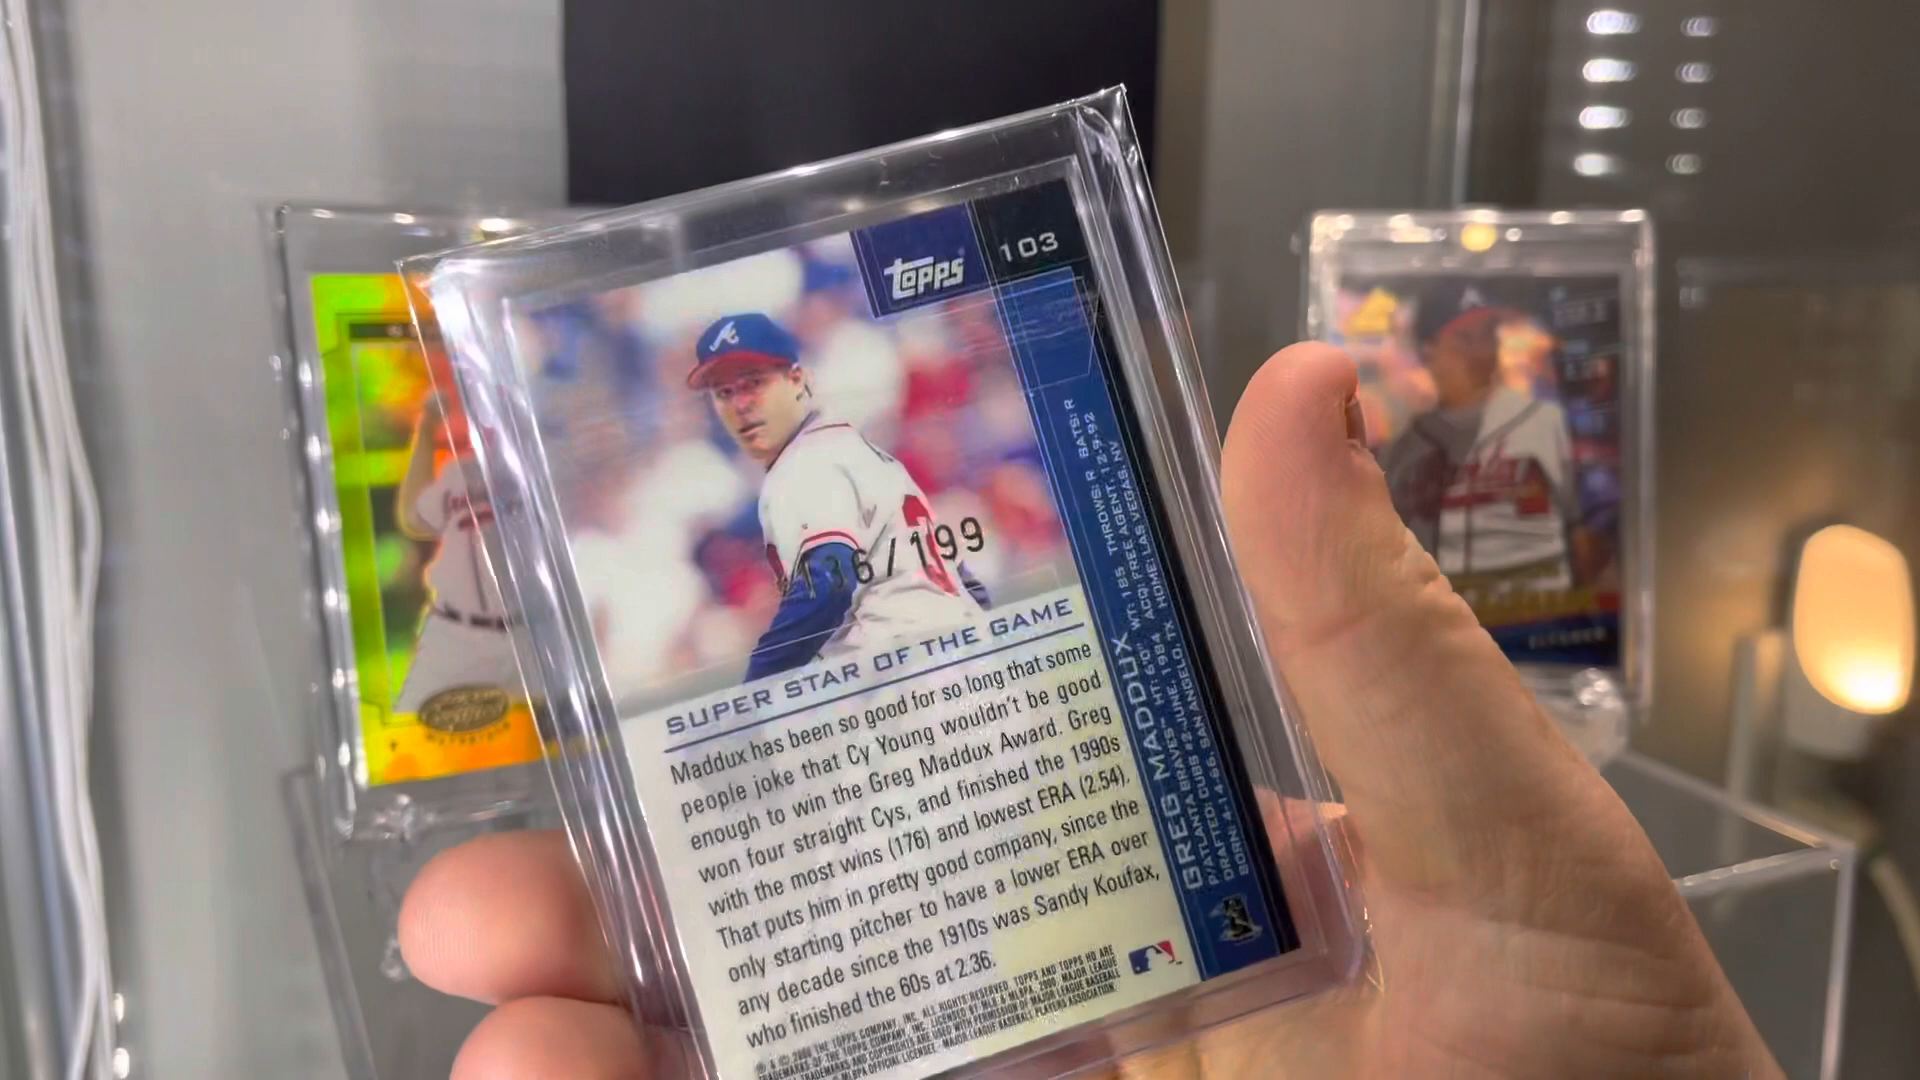 topps
103
136/199
SUPER STAR OF THE GAME
Maddux has been so good for so long that some
people joke that Cy Young wouldn't be good
enough to win the Greg Maddux Award. Greg
won four straight Cys, and finished the 1990s
with the most wins (176) and lowest ERA (2.54).
That puts him in pretty good company, since the
only starting pitcher to have a lower ERA over
any decade since the 1910s was Sandy Koufax,
who finished the 60s at 2.36.
GREG MADDUX
P/ATLANTA BRAVES™ HT: 6'0" WT: 185 THROWS: R BATS: R
DRAFTED: CUBS #2-JUNE, 1984 ACQ: FREE AGENT, 12-9-92
BORN: 4-14-66, SAN ANGELO, TX HOME: LAS VEGAS, NV
& © 2000 THE TOPPS COMPANY, INC. ALL RIGHTS RESERVED. TOPPS AND TOPPS HD ARE
TRADEMARKS OF THE TOPPS COMPANY, INC. LICENSED BY MLB & MLBPA, 2000. MAJOR LEAGUE
TRADEMARKS AND COPYRIGHTS ARE USED WITH PERMISSION OF MAJOR LEAGUE BASEBALL
MLBPA OFFICIAL LICENSEE - MAJOR LEAGUE BASEBALL PLAYERS ASSOCIATION.